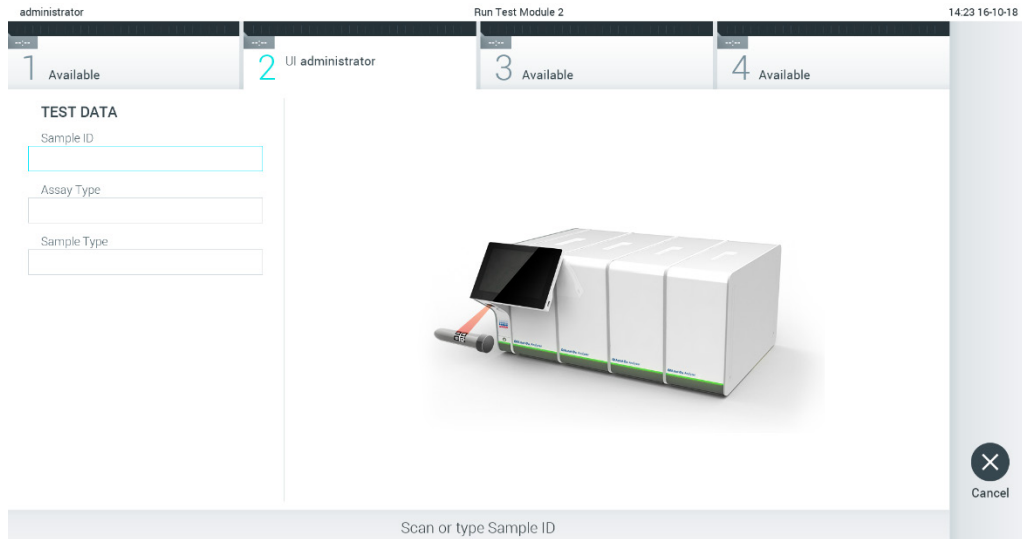 administrator
Run Test Module 2
14:23 16-10-18
--:--
--:--
--:--
--:--
1 Available
2 UI administrator
3 Available
4 Available
TEST DATA
Sample ID
Assay Type
Sample Type
Cancel
Scan or type Sample ID